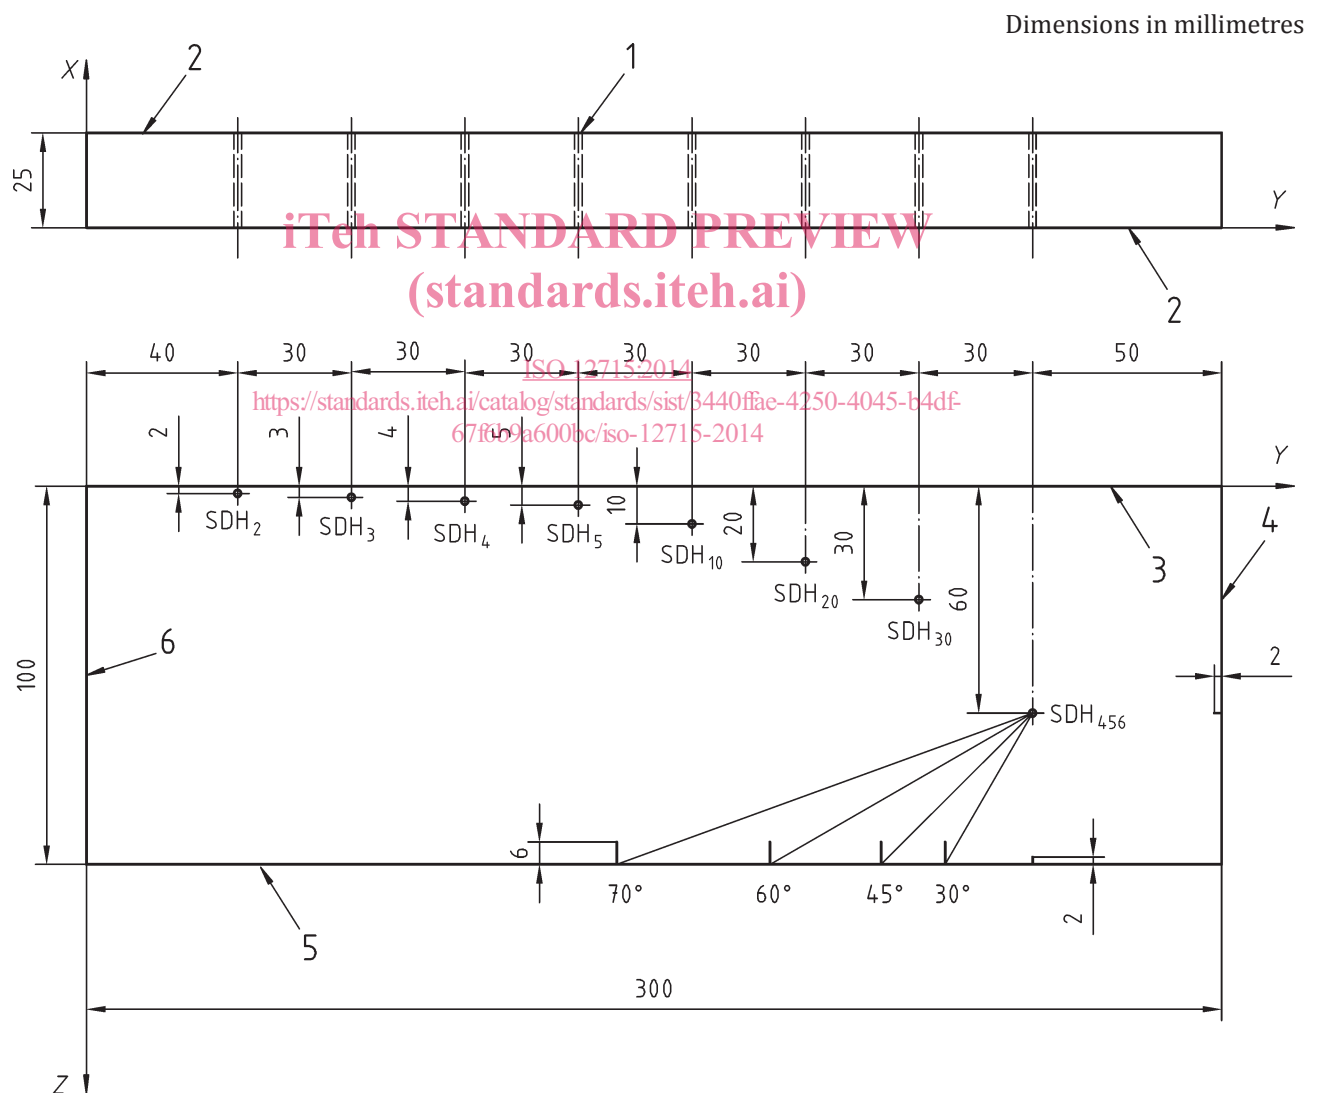 Dimensions in millimetres
X
2
1
25
Y
iTeh STANDARD PREVIEW
(standards.iteh.ai)
2
40 30 30 30 30 30 30 30 50
ISO 12715:2014
https://standards.iteh.ai/catalog/standards/sist/3440ffae-4250-4045-b4df-
67f6b9a600bc/iso-12715-2014
2 3 4 5
Y
SDH2 SDH3 SDH4 SDH5 10 20 30 60
4
SDH10
3
SDH20
SDH30
6
100
2
SDH456
6
70° 60° 45° 30°
2
5
300
Z